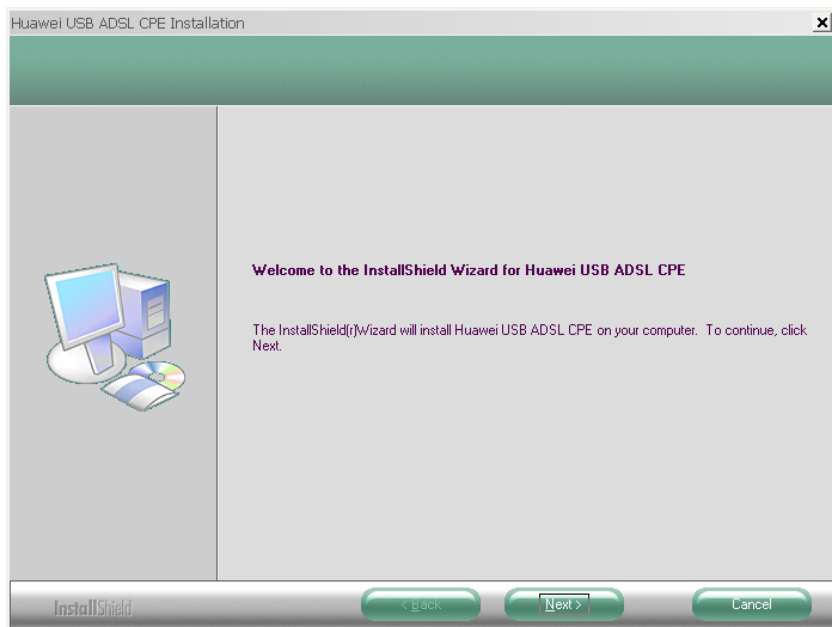 Huawei USB ADSL CPE Installation
Welcome to the InstallShield Wizard for Huawei USB ADSL CPE
The InstallShield(r)Wizard will install Huawei USB ADSL CPE on your computer. To continue, click
Next.
InstallShield
< Back
Next >
Cancel